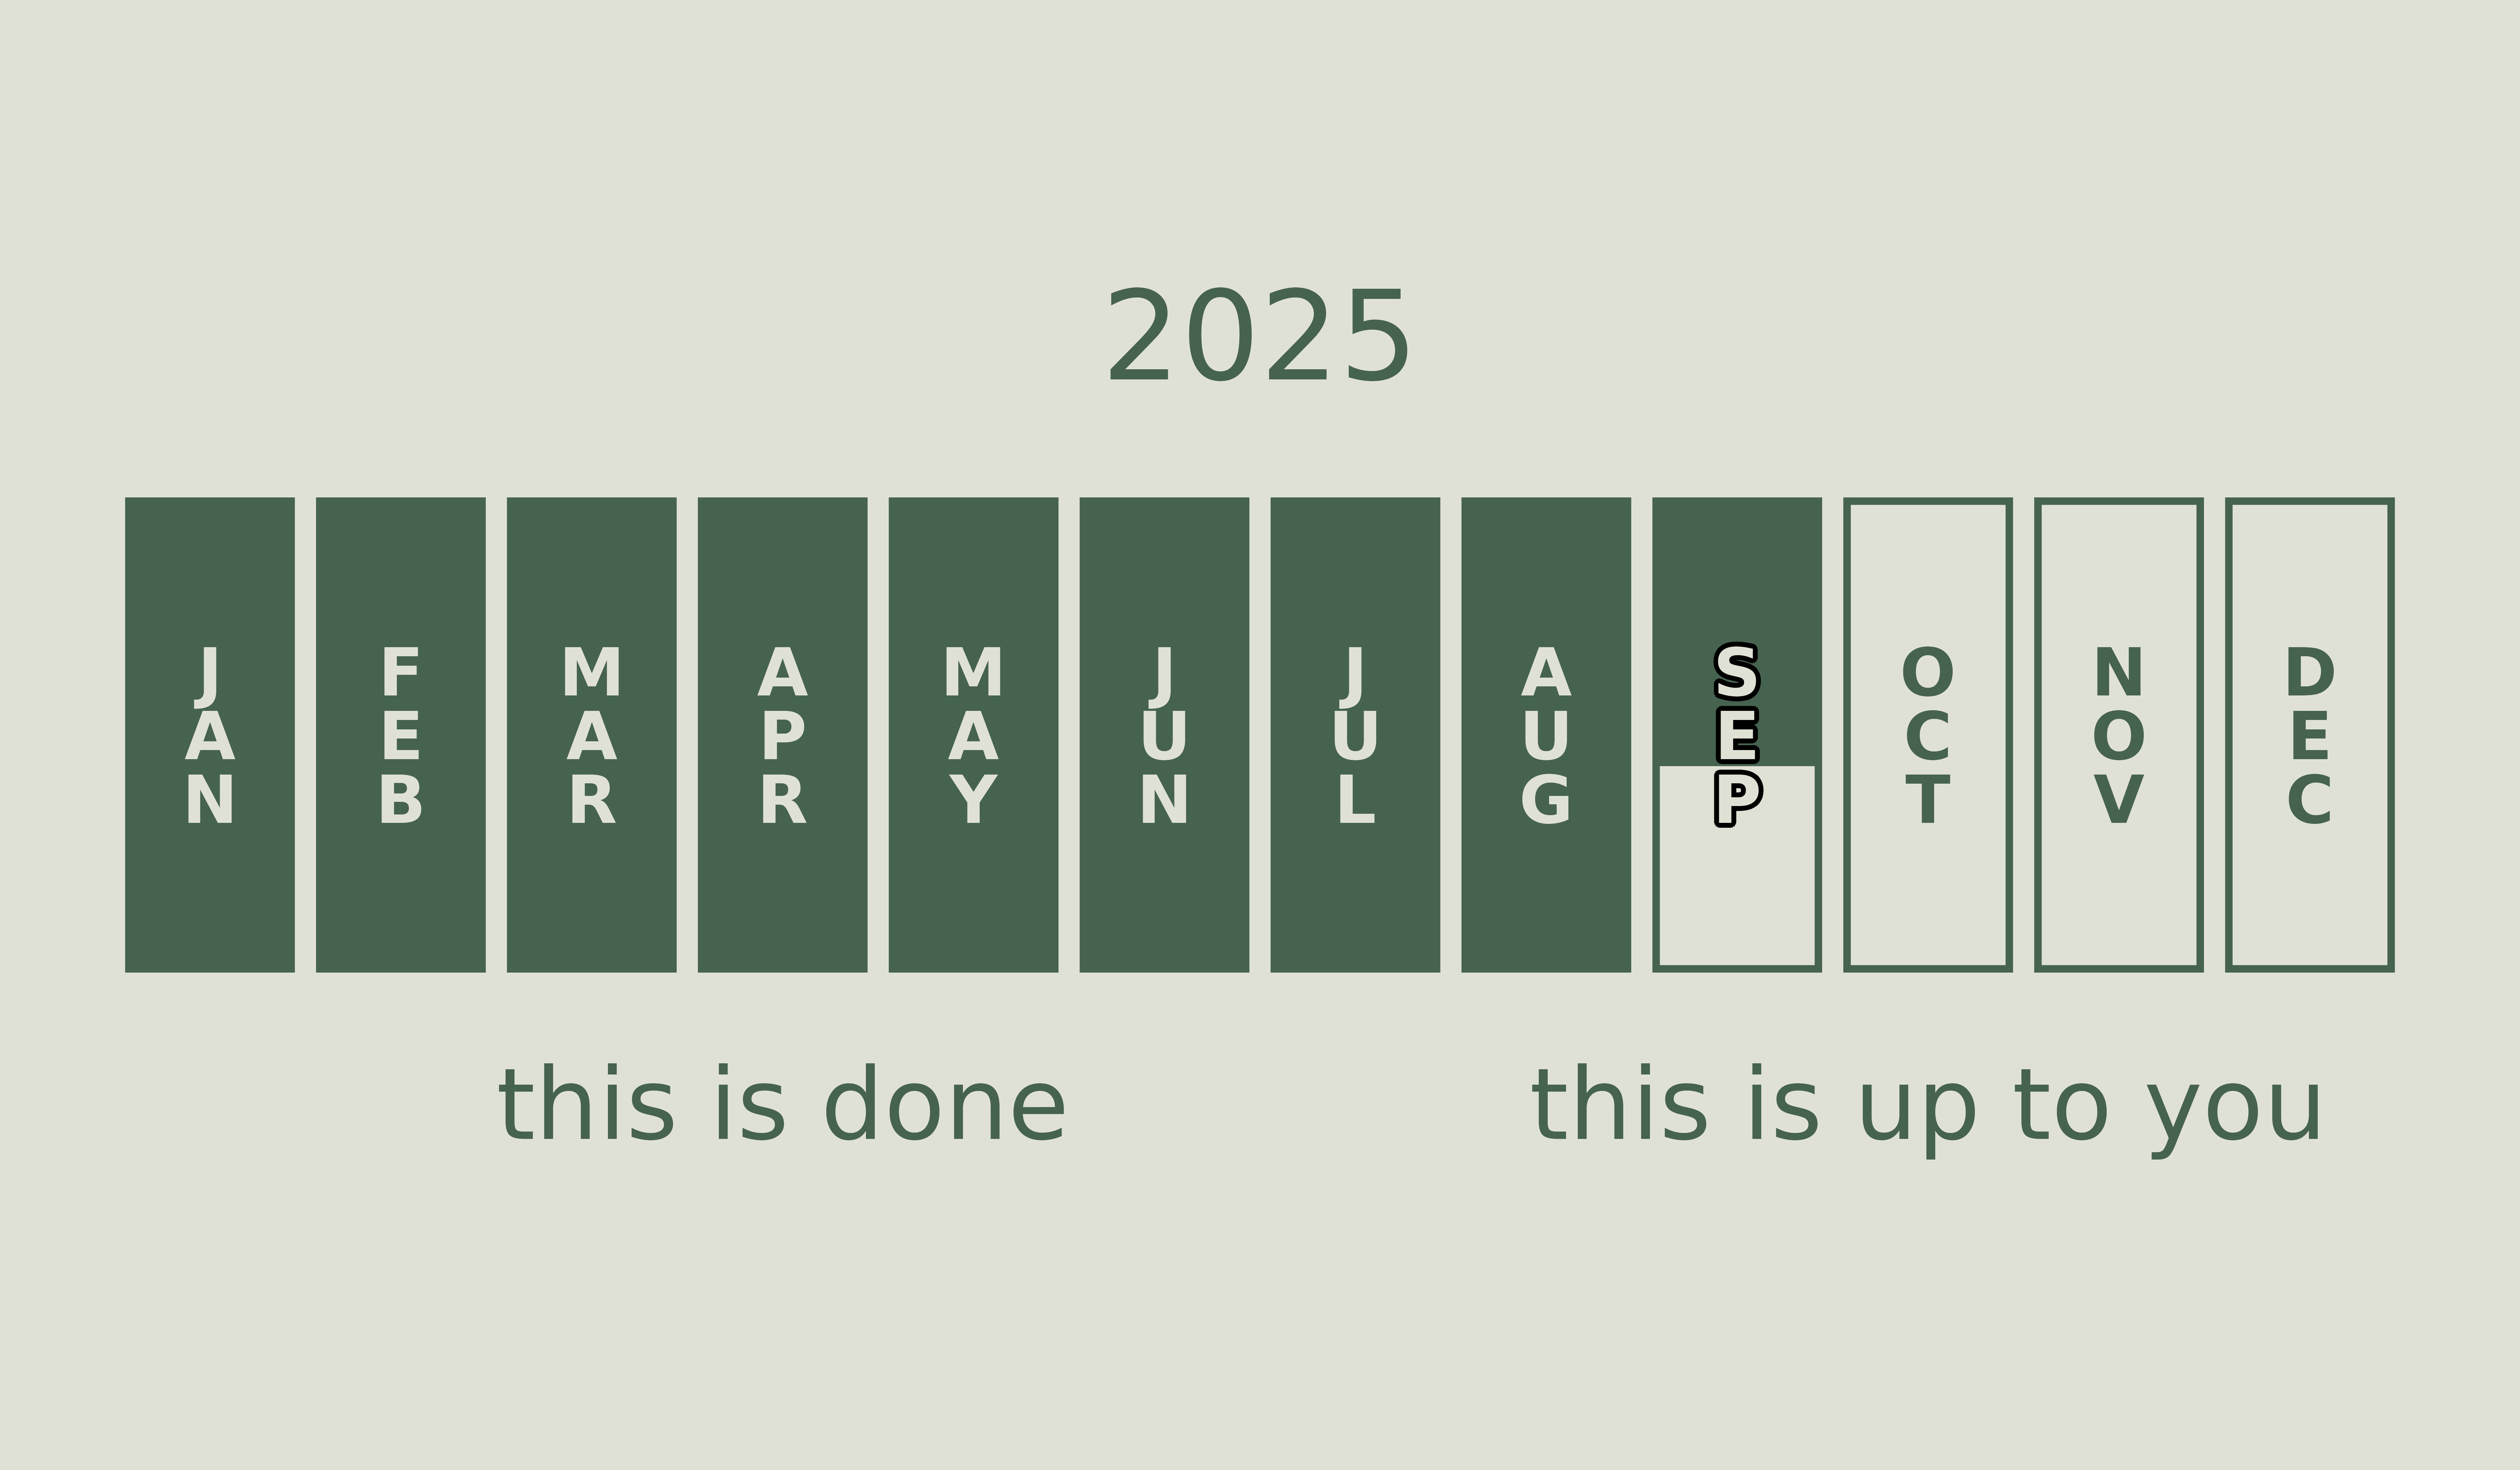 2025
JAN
FEB
MAR
APR
MAY
JUN
JUL
AUG
SEP
OCT
NOV
DEC
this is done
this is up to you